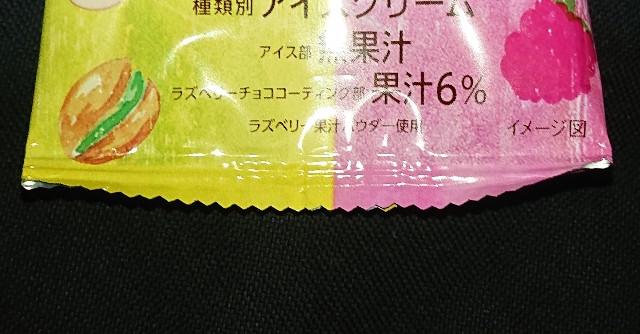 種類別 アイスクリーム
アイス部 無果汁
ラズベリーチョココーティング部 果汁6%
ラズベリー果汁パウダー使用
イメージ図